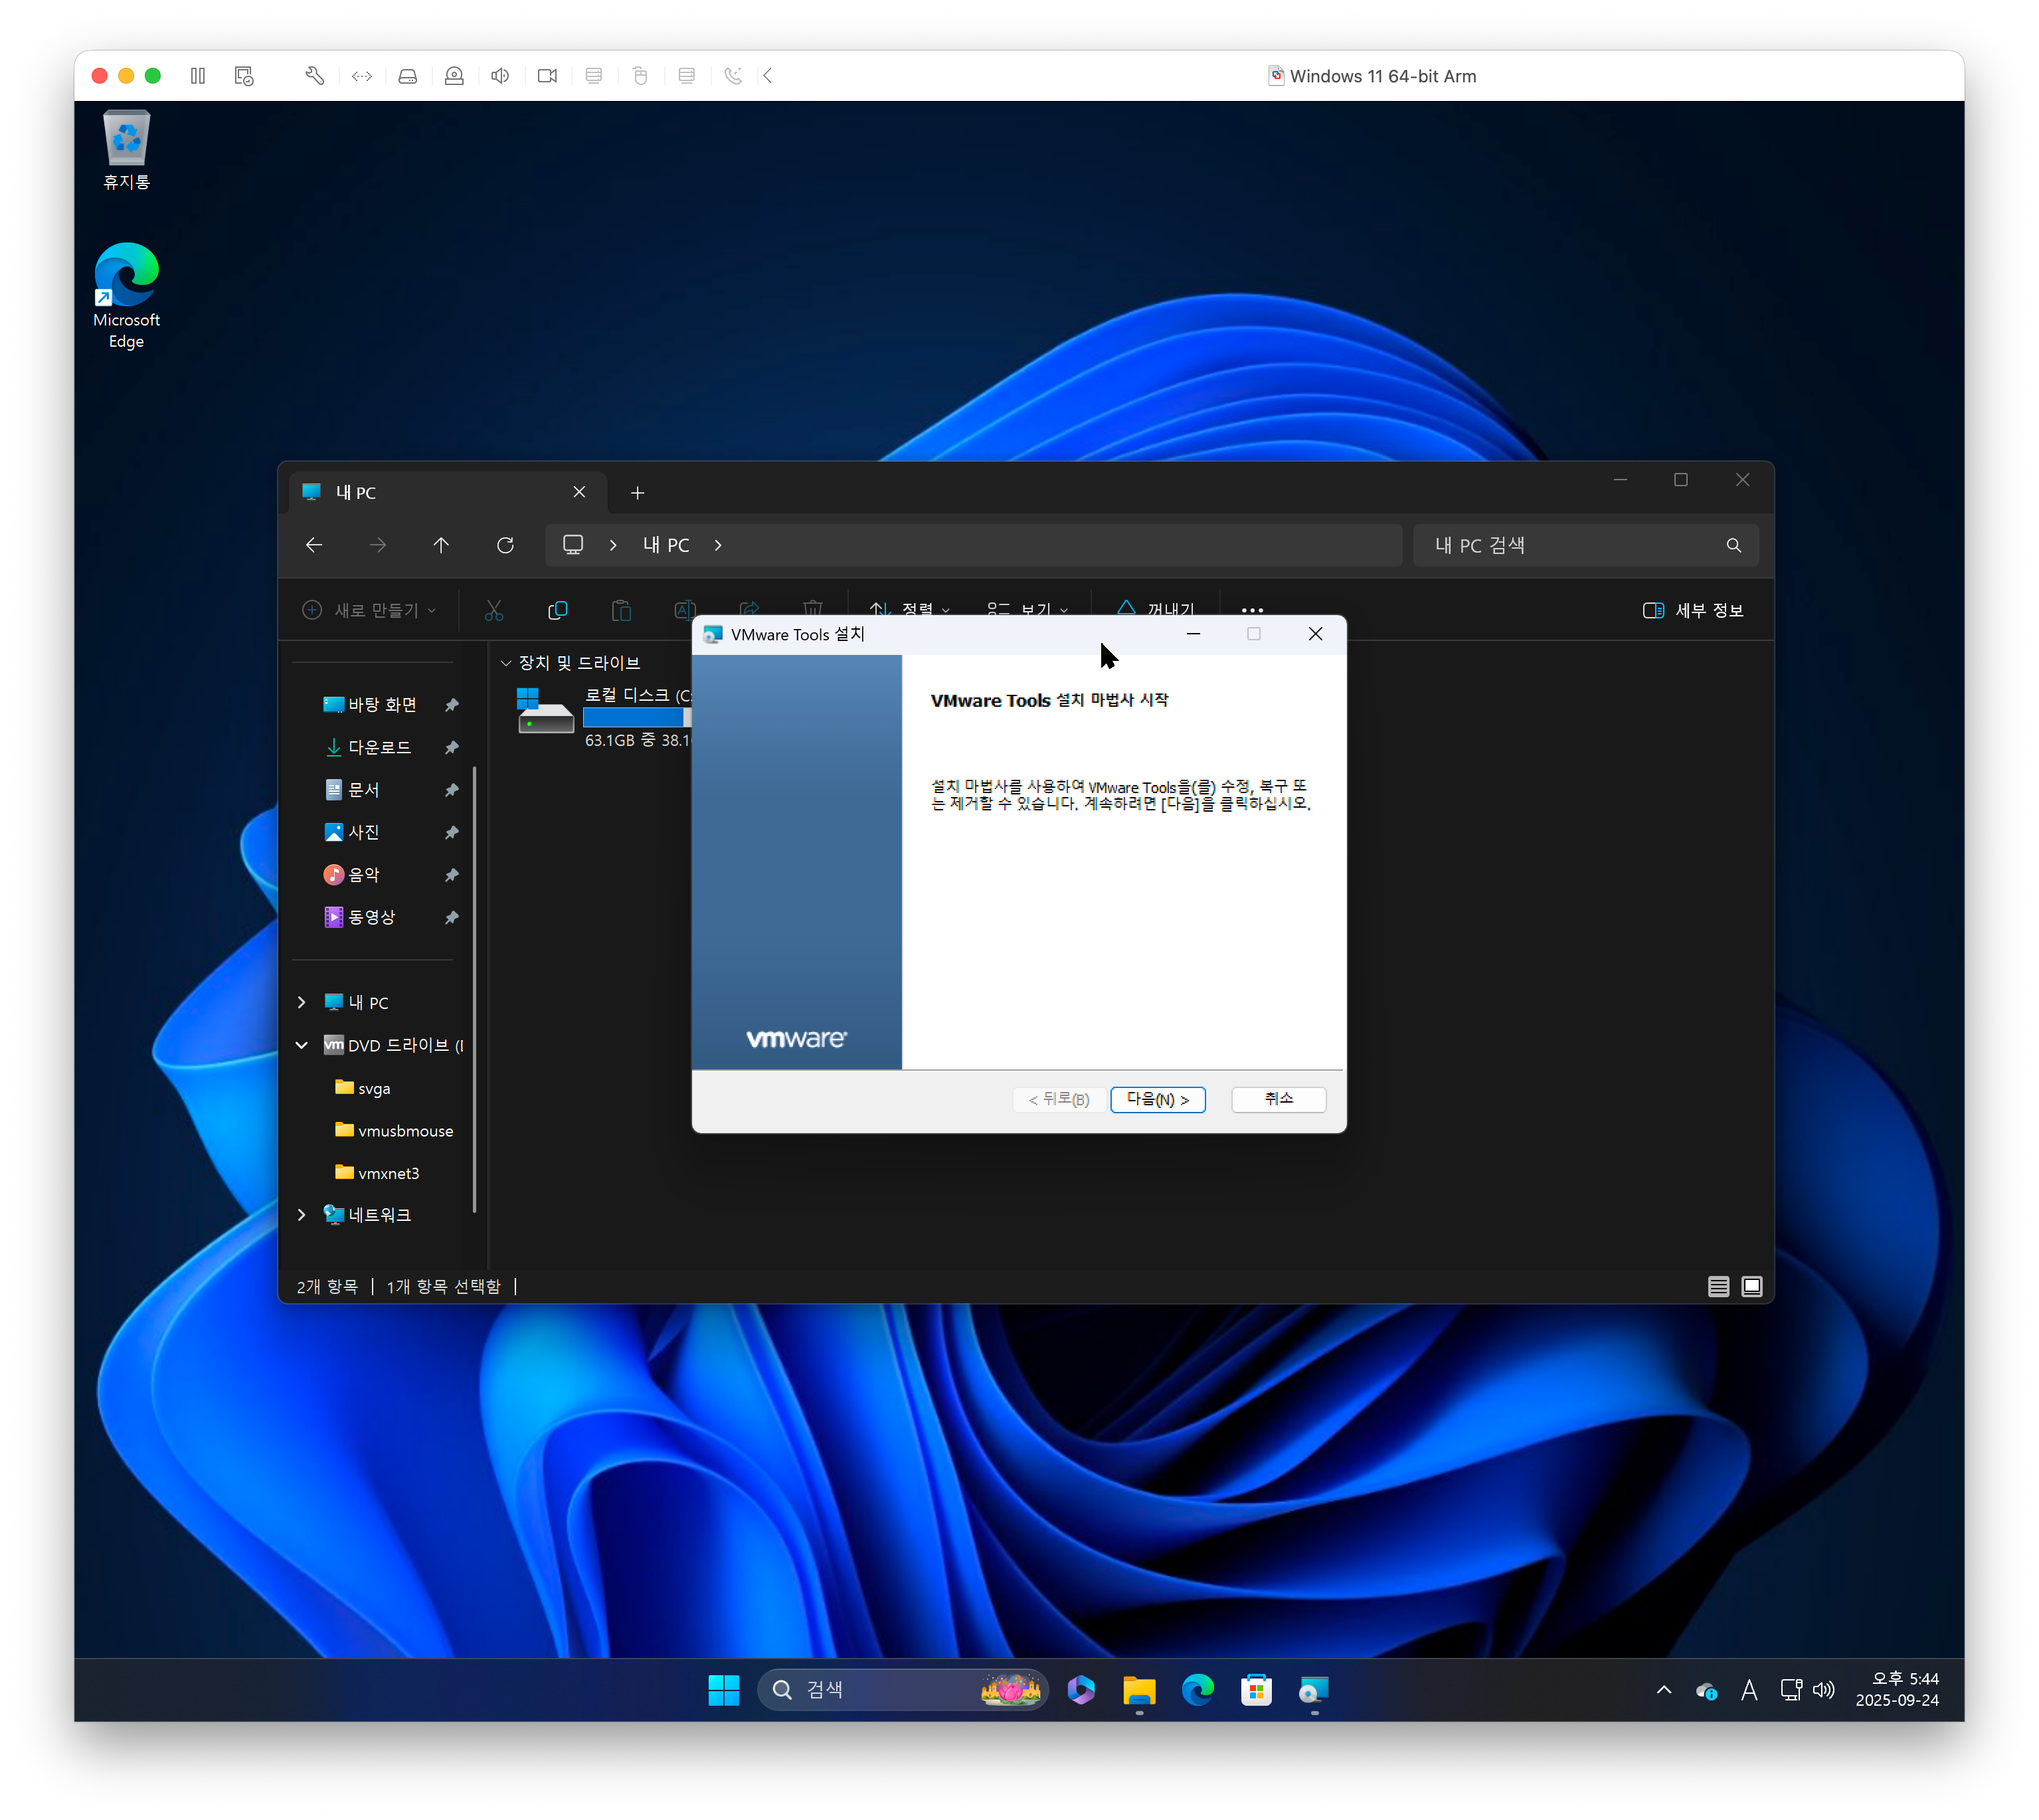 Windows 11 64-bit Arm
휴지통
Microsoft
Edge
내 PC
내 PC
내 PC 검색
새로 만들기
정렬
보기
꺼내기
세부 정보
바탕 화면
다운로드
문서
사진
음악
동영상
내 PC
vm DVD 드라이브 (
svga
vmusbmouse
vmxnet3
네트워크
장치 및 드라이브
로컬 디스크 (C:
63.1GB 중 38.1
VMware Tools 설치
VMware Tools 설치 마법사 시작
설치 마법사를 사용하여 VMware Tools을(를) 수정, 복구 또
는 제거할 수 있습니다. 계속하려면 [다음]을 클릭하십시오.
vmware
< 뒤로(B)
다음(N) >
취소
2개 항목
1개 항목 선택함
검색
A
오후 5:44
2025-09-24